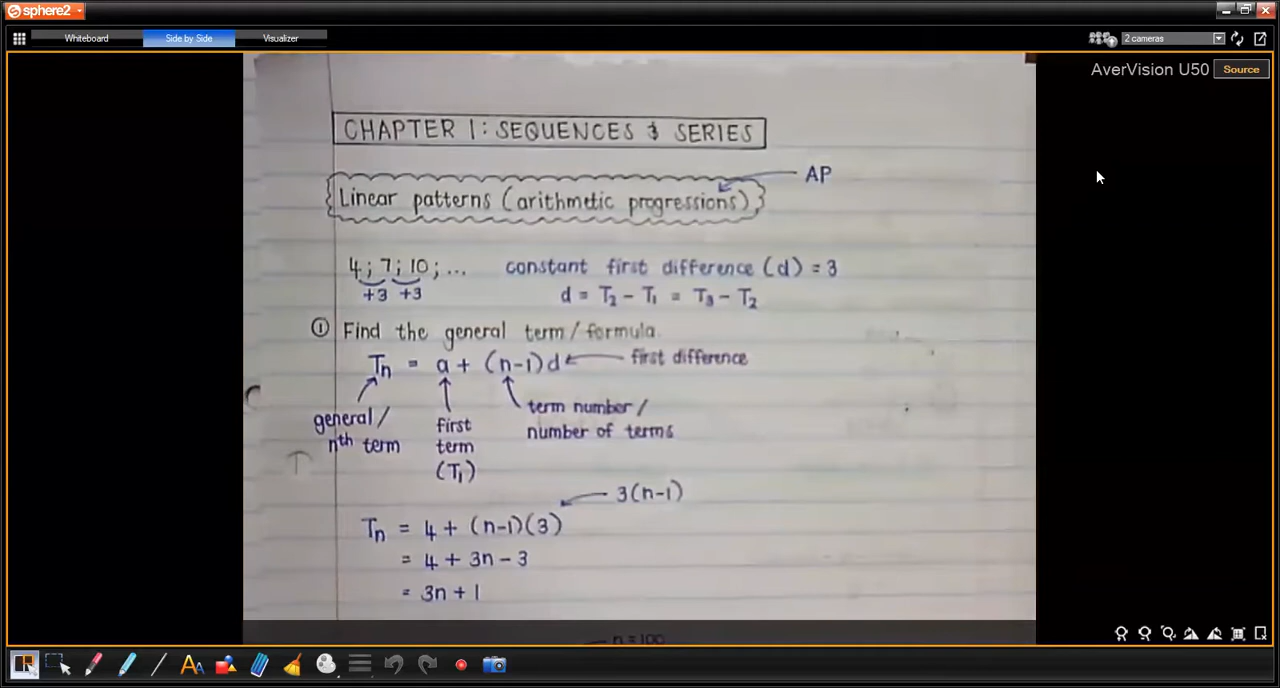 sphere2
Whiteboard Side by Side Visualizer 2 cameras
AverVision U50 Source
CHAPTER 1: SEQUENCES & SERIES
AP
Linear patterns (arithmetic progressions)
4; 7; 10; ... constant first difference (d) = 3
+3 +3 d = T₂ - T₁ = T₃ - T₂
① Find the general term/formula.
Tn = a + (n-1)d first difference
general/ nth term
first term (T₁)
term number/ number of terms
3(n-1)
Tn = 4 + (n-1)(3)
= 4 + 3n - 3
= 3n + 1
n = 100